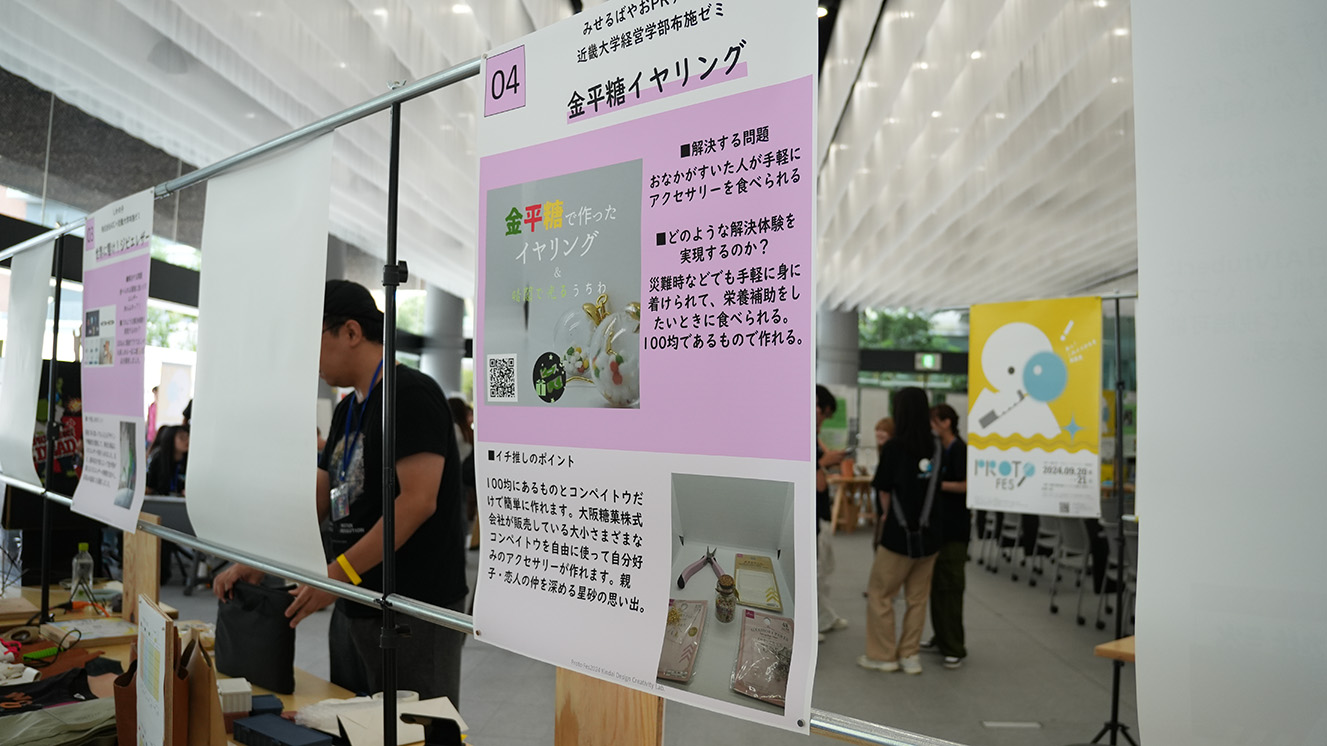 みせるばやおPR
近畿大学経営学部布施ゼミ
04
金平糖イヤリング
■解決する問題
おなかがすいた人が手軽に
アクセサリーを食べられる
■どのような解決体験を
実現するのか？
災難時などでも手軽に身に
着けられて、栄養補助をし
たいときに食べられる。
100均であるもので作れる。
金平糖で作った
イヤリング
&
うちわ
■イチ推しのポイント
100均にあるものとコンペイトウだ
けで簡単に作れます。大阪糖菓株式
会社が販売している大小さまざまな
コンペイトウを自由に使って自分好
みのアクセサリーが作れます。親
子・恋人の仲を深める星砂の思い出。
Proto Fes2024 Kindai Design Creativity Lab.
03
PROTO
FES
2024.09.20
21